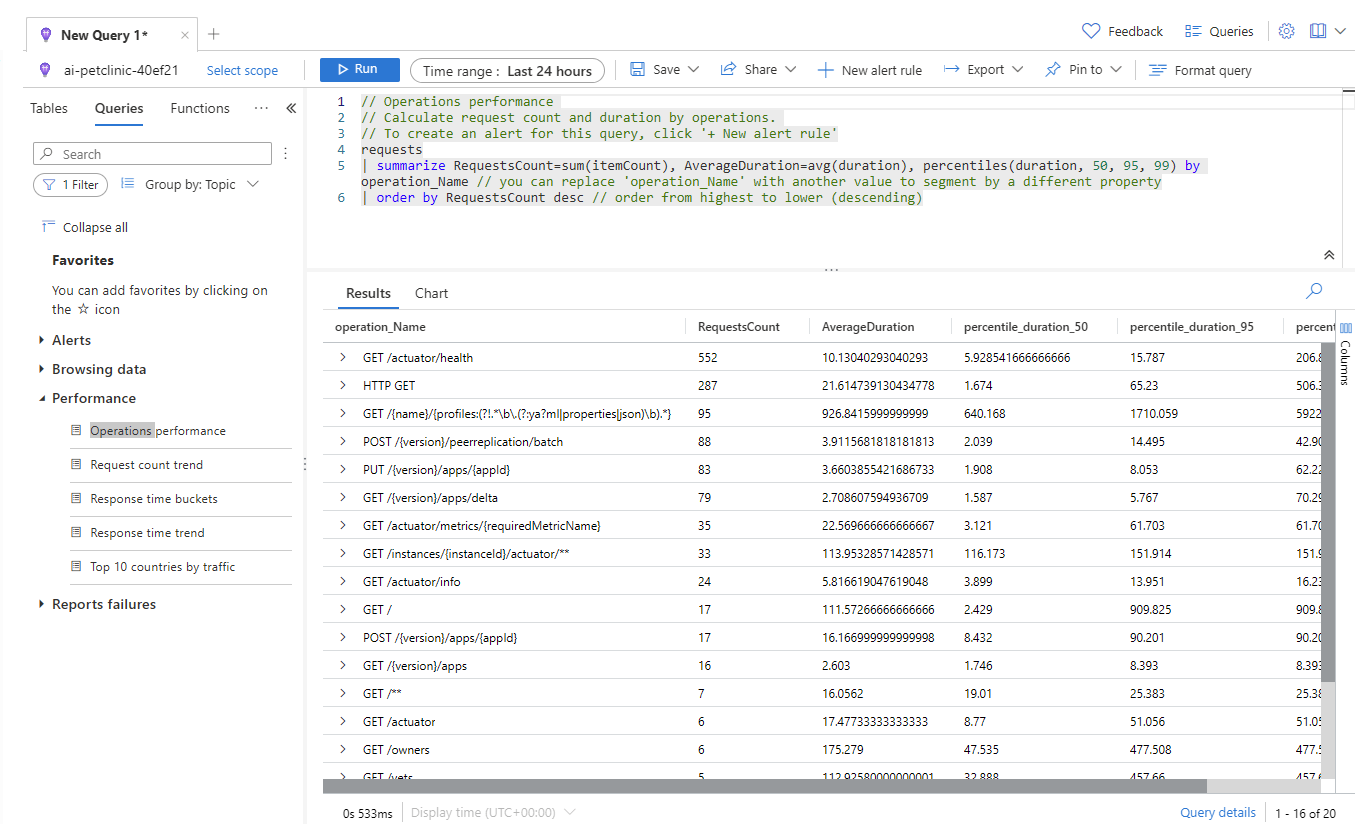 New Query 1*
Feedback
Queries
ai-petclinic-40ef21
Select scope
Run
Time range : Last 24 hours
Save
Share
New alert rule
Export
Pin to
Format query
Tables
Queries
Functions
Search
1 Filter
Group by: Topic
Collapse all
Favorites
You can add favorites by clicking on
the ☆ icon
Alerts
Browsing data
Performance
Operations performance
Request count trend
Response time buckets
Response time trend
Top 10 countries by traffic
Reports failures
1 // Operations performance
2 // Calculate request count and duration by operations.
3 // To create an alert for this query, click '+ New alert rule'
4 requests
5 | summarize RequestsCount=sum(itemCount), AverageDuration=avg(duration), percentiles(duration, 50, 95, 99) by
operation_Name // you can replace 'operation_Name' with another value to segment by a different property
6 | order by RequestsCount desc // order from highest to lower (descending)
Results
Chart
operation_Name RequestsCount AverageDuration percentile_duration_50 percentile_duration_95 percent
GET /actuator/health 552 10.13040293040293 5.928541666666666 15.787 206.8
HTTP GET 287 21.614739130434778 1.674 65.23 506.3
GET /{name}/{profiles:(?!.*\b\.(?:ya?ml|properties|json)\b).*} 95 926.8415999999999 640.168 1710.059 5922
POST /{version}/peerreplication/batch 88 3.9115681818181813 2.039 14.495 42.90
PUT /{version}/apps/{appId} 83 3.6603855421686733 1.908 8.053 62.22
GET /{version}/apps/delta 79 2.708607594936709 1.587 5.767 70.29
GET /actuator/metrics/{requiredMetricName} 35 22.569666666666667 3.121 61.703 61.70
GET /instances/{instanceId}/actuator/** 33 113.95328571428571 116.173 151.914 151.9
GET /actuator/info 24 5.816619047619048 3.899 13.951 16.23
GET / 17 111.57266666666666 2.429 909.825 909.8
POST /{version}/apps/{appId} 17 16.166999999999998 8.432 90.201 90.20
GET /{version}/apps 16 2.603 1.746 8.393 8.393
GET /** 7 16.0562 19.01 25.383 25.38
GET /actuator 6 17.47733333333333 8.77 51.056 51.05
GET /owners 6 175.279 47.535 477.508 477.5
GET /vets 5 112.92580000000001 32.888 457.66 457.6
Columns
0s 533ms
Display time (UTC+00:00)
Query details
1 - 16 of 20